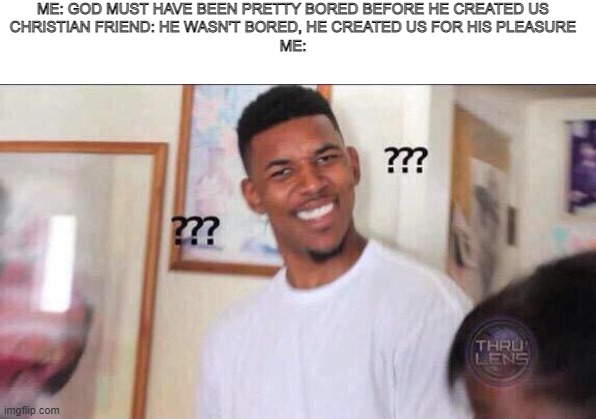 ME: GOD MUST HAVE BEEN PRETTY BORED BEFORE HE CREATED US
CHRISTIAN FRIEND: HE WASN'T BORED, HE CREATED US FOR HIS PLEASURE
ME:
???
???
THRU
LENS
imgflip.com